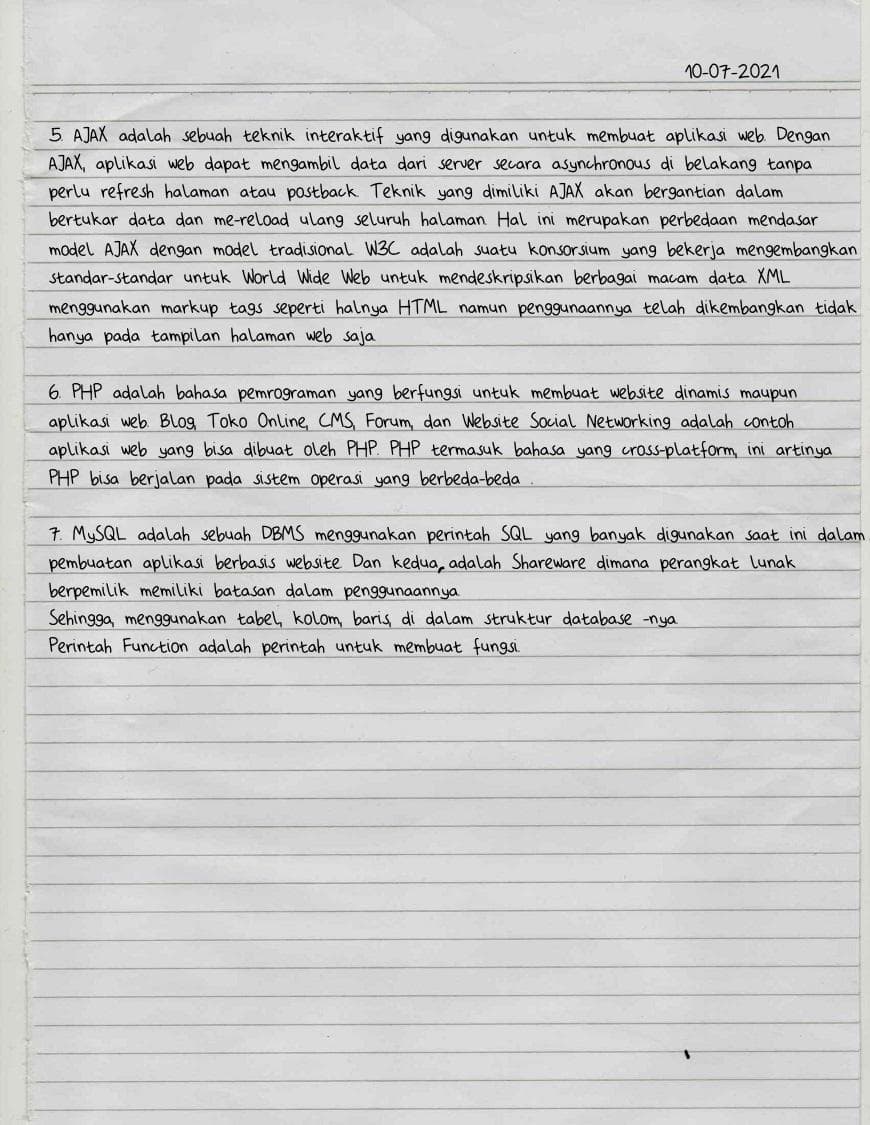 10-07-2021
5. AJAX adalah sebuah teknik interaktif yang digunakan untuk membuat aplikasi web. Dengan
AJAX, aplikasi web dapat mengambil data dari server secara asynchronous di belakang tanpa
perlu refresh halaman atau postback. Teknik yang dimiliki AJAX akan bergantian dalam
bertukar data dan me-reload ulang seluruh halaman. Hal ini merupakan perbedaan mendasar
model AJAX dengan model tradisional. W3C adalah suatu konsorsium yang bekerja mengembangkan
standar-standar untuk World Wide Web untuk mendeskripsikan berbagai macam data. XML
menggunakan markup tags seperti halnya HTML namun penggunaannya telah dikembangkan tidak
hanya pada tampilan halaman web saja.
6. PHP adalah bahasa pemrograman yang berfungsi untuk membuat website dinamis maupun
aplikasi web. Blog, Toko Online, CMS, Forum, dan Website Social Networking adalah contoh
aplikasi web yang bisa dibuat oleh PHP. PHP termasuk bahasa yang cross-platform, ini artinya
PHP bisa berjalan pada sistem operasi yang berbeda-beda .
7. MySQL adalah sebuah DBMS menggunakan perintah SQL yang banyak digunakan saat ini dalam
pembuatan aplikasi berbasis website. Dan kedua, adalah Shareware dimana perangkat lunak
berpemilik memiliki batasan dalam penggunaannya.
Sehingga, menggunakan tabel, kolom, baris, di dalam struktur database -nya.
Perintah Function adalah perintah untuk membuat fungsi.